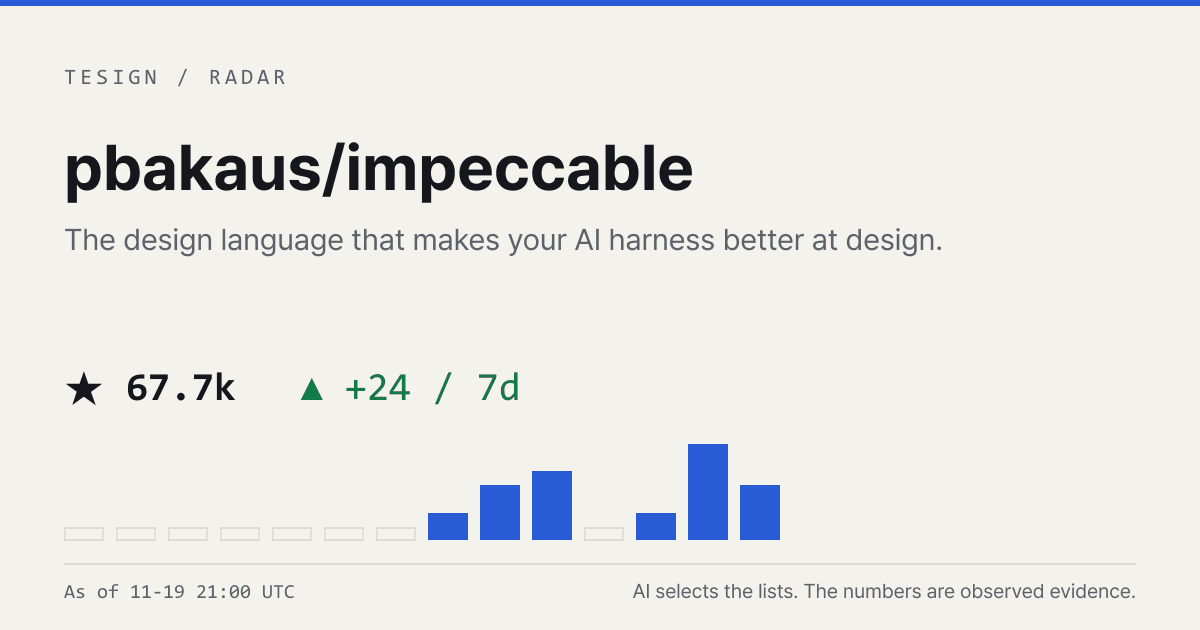 TESIGN / RADAR
pbakaus/impeccable
The design language that makes your AI harness better at design.
★ 67.7k ▲ +24 / 7d
As of 11-19 21:00 UTC
AI selects the lists. The numbers are observed evidence.